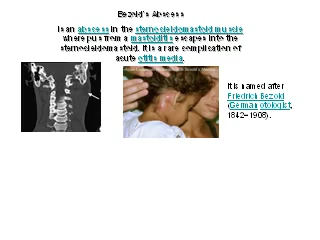 Bezold's Abscess
Is an abscess in the sternocleidomastoid muscle
where pus from a mastoiditis escapes into the
sternocleidomastoid. It is a rare complication of
acute otitis media.
It is named after
Friedrich Bezold
(German otologist,
1842–1908).